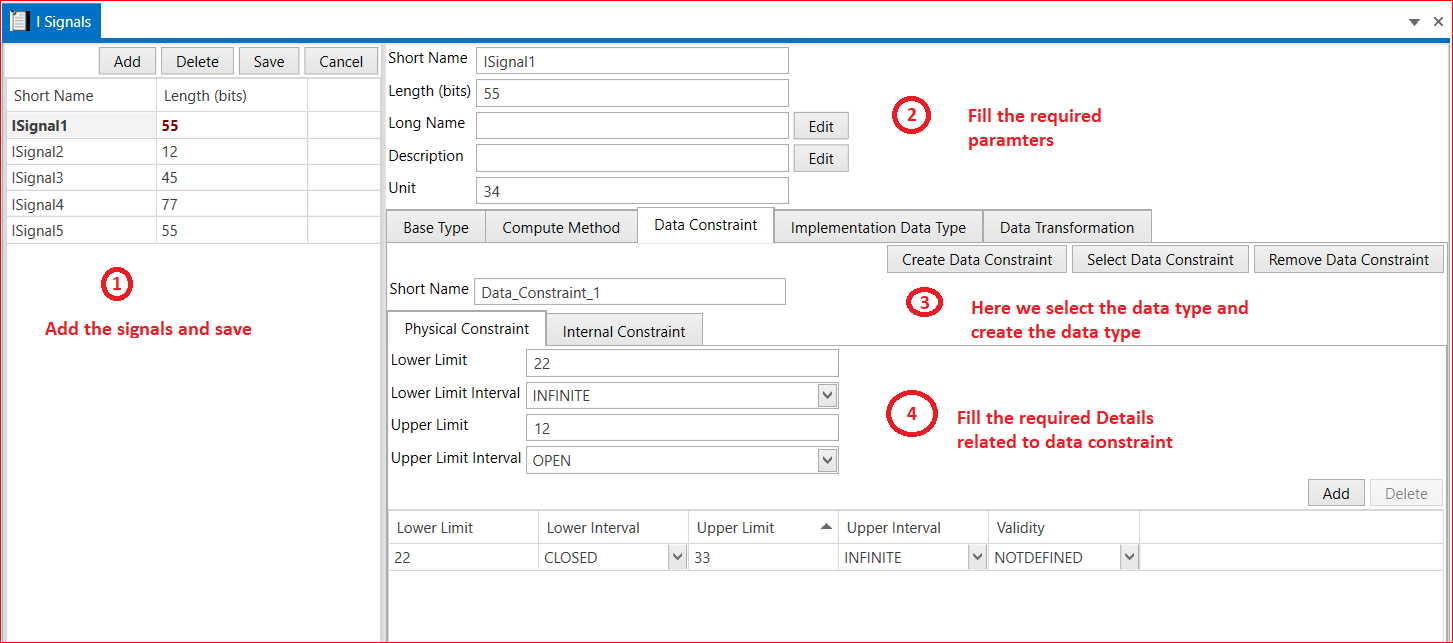 I Signals
Add Delete Save Cancel
Short Name Length (bits)
ISignal1 55
ISignal2 12
ISignal3 45
ISignal4 77
ISignal5 55
1
Add the signals and save
Short Name ISignal1
Length (bits) 55
Long Name Edit
Description Edit
Unit 34
2
Fill the required
paramters
Base Type Compute Method Data Constraint Implementation Data Type Data Transformation
Create Data Constraint Select Data Constraint Remove Data Constraint
Short Name Data_Constraint_1
3
Here we select the data type and
create the data type
Physical Constraint Internal Constraint
Lower Limit 22
Lower Limit Interval INFINITE
Upper Limit 12
Upper Limit Interval OPEN
4
Fill the required Details
related to data constraint
Add Delete
Lower Limit Lower Interval Upper Limit Upper Interval Validity
22 CLOSED 33 INFINITE NOTDEFINED